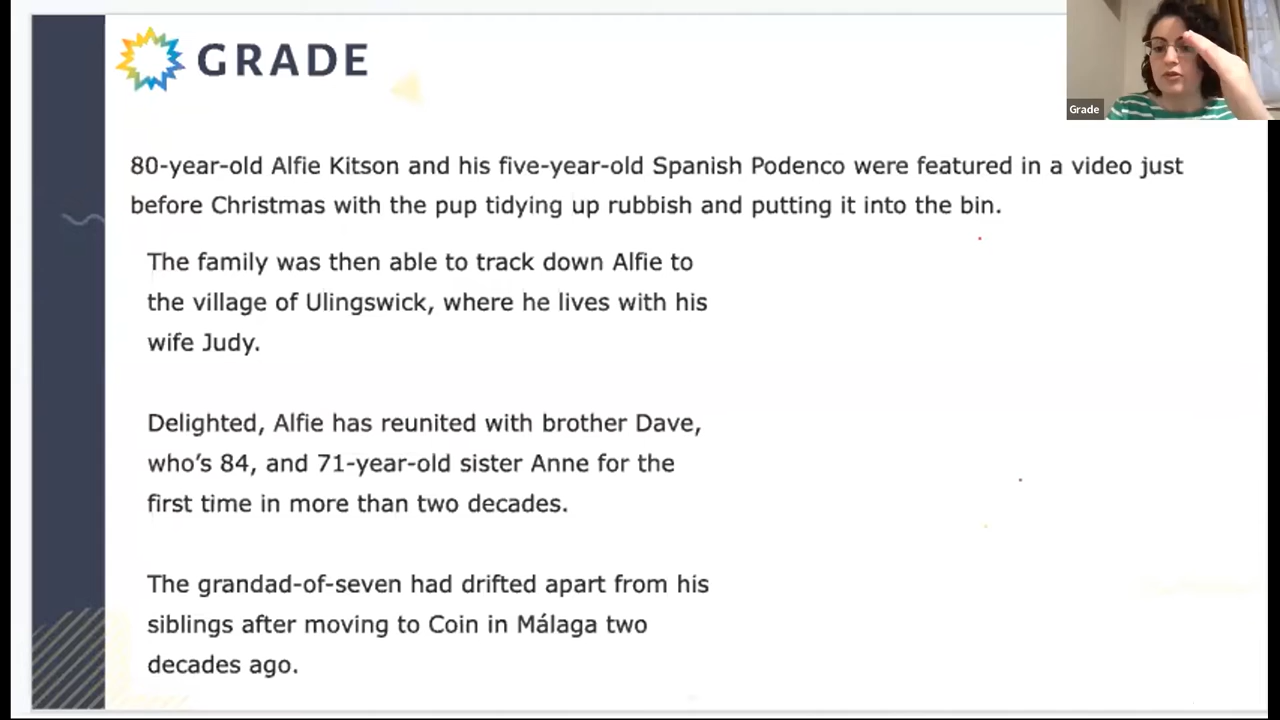 GRADE
Grade
80-year-old Alfie Kitson and his five-year-old Spanish Podenco were featured in a video just
before Christmas with the pup tidying up rubbish and putting it into the bin.
The family was then able to track down Alfie to
the village of Ulingswick, where he lives with his
wife Judy.
Delighted, Alfie has reunited with brother Dave,
who’s 84, and 71-year-old sister Anne for the
first time in more than two decades.
The grandad-of-seven had drifted apart from his
siblings after moving to Coin in Málaga two
decades ago.